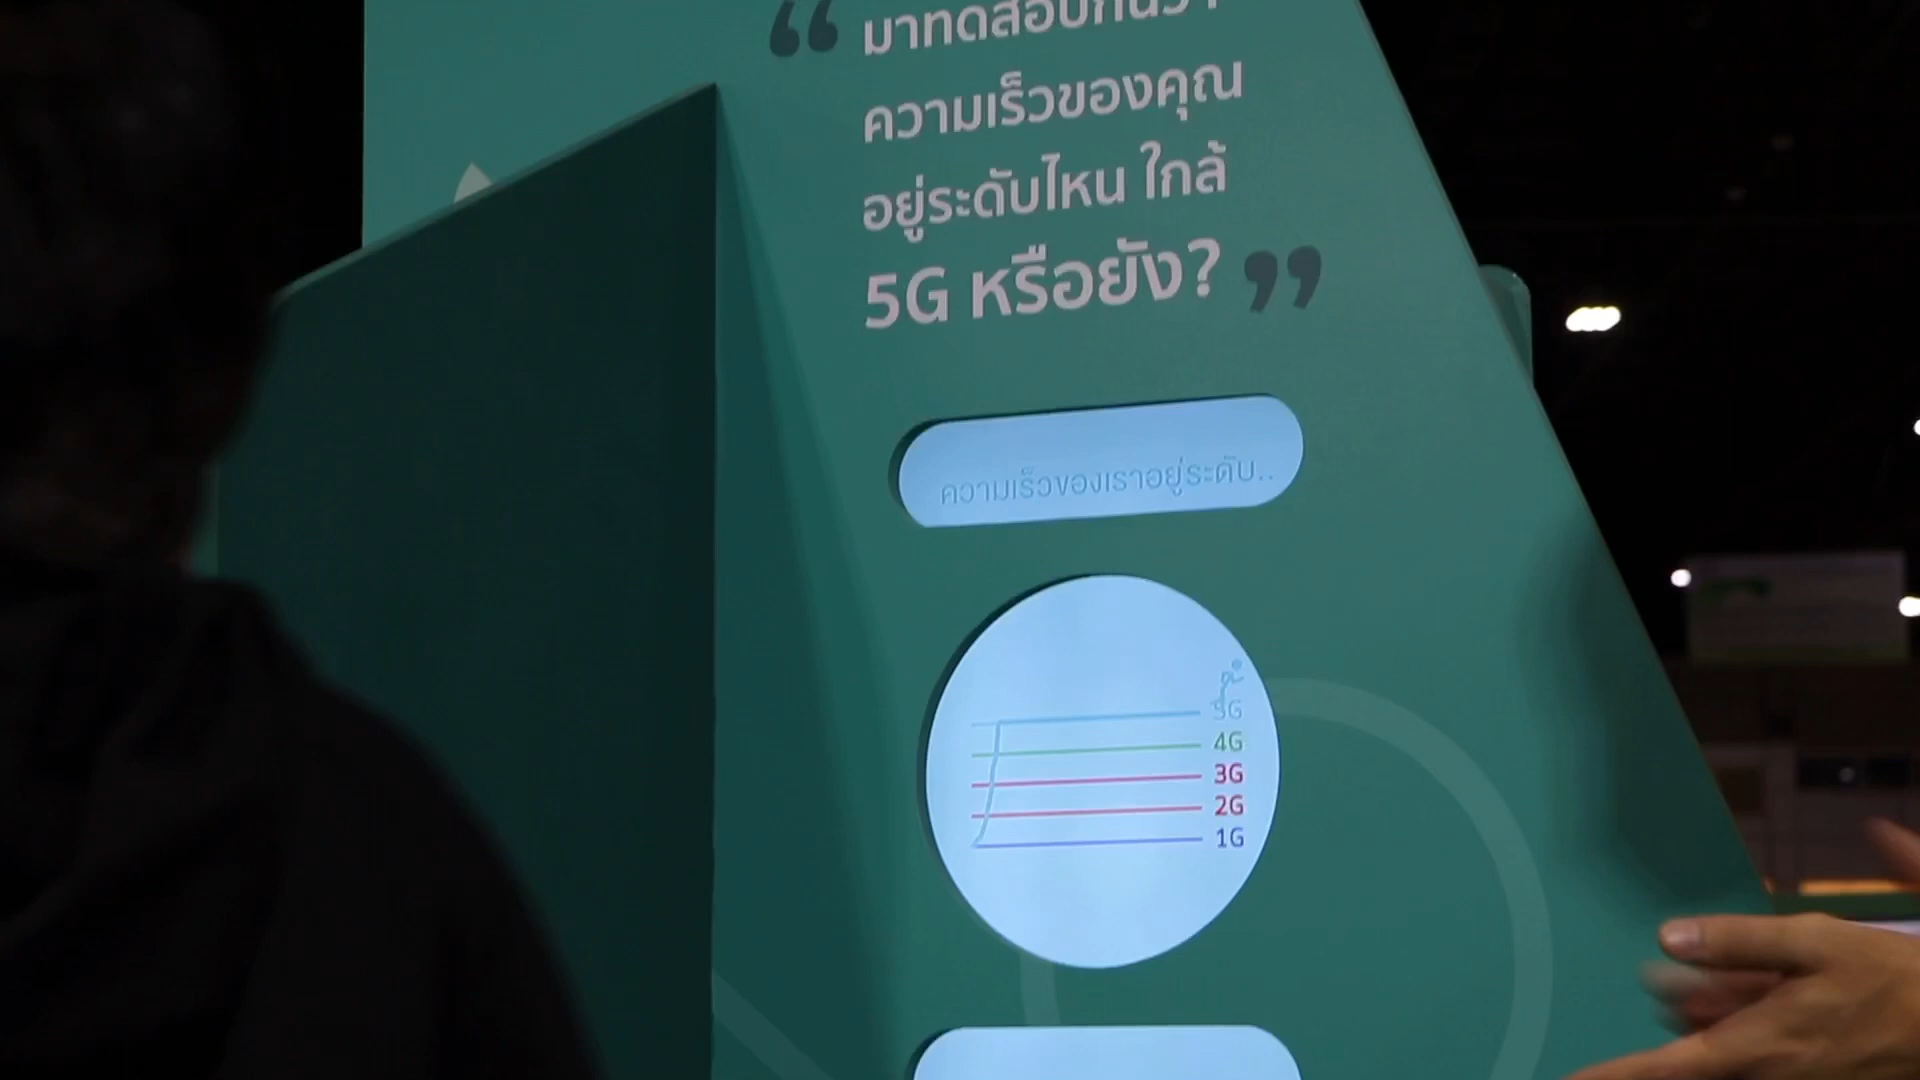 “ มาทดสอบกันว่า
ความเร็วของคุณ
อยู่ระดับไหน ใกล้
5G หรือยัง? ”
ความเร็วของเราอยู่ระดับ..
5G
4G
3G
2G
1G